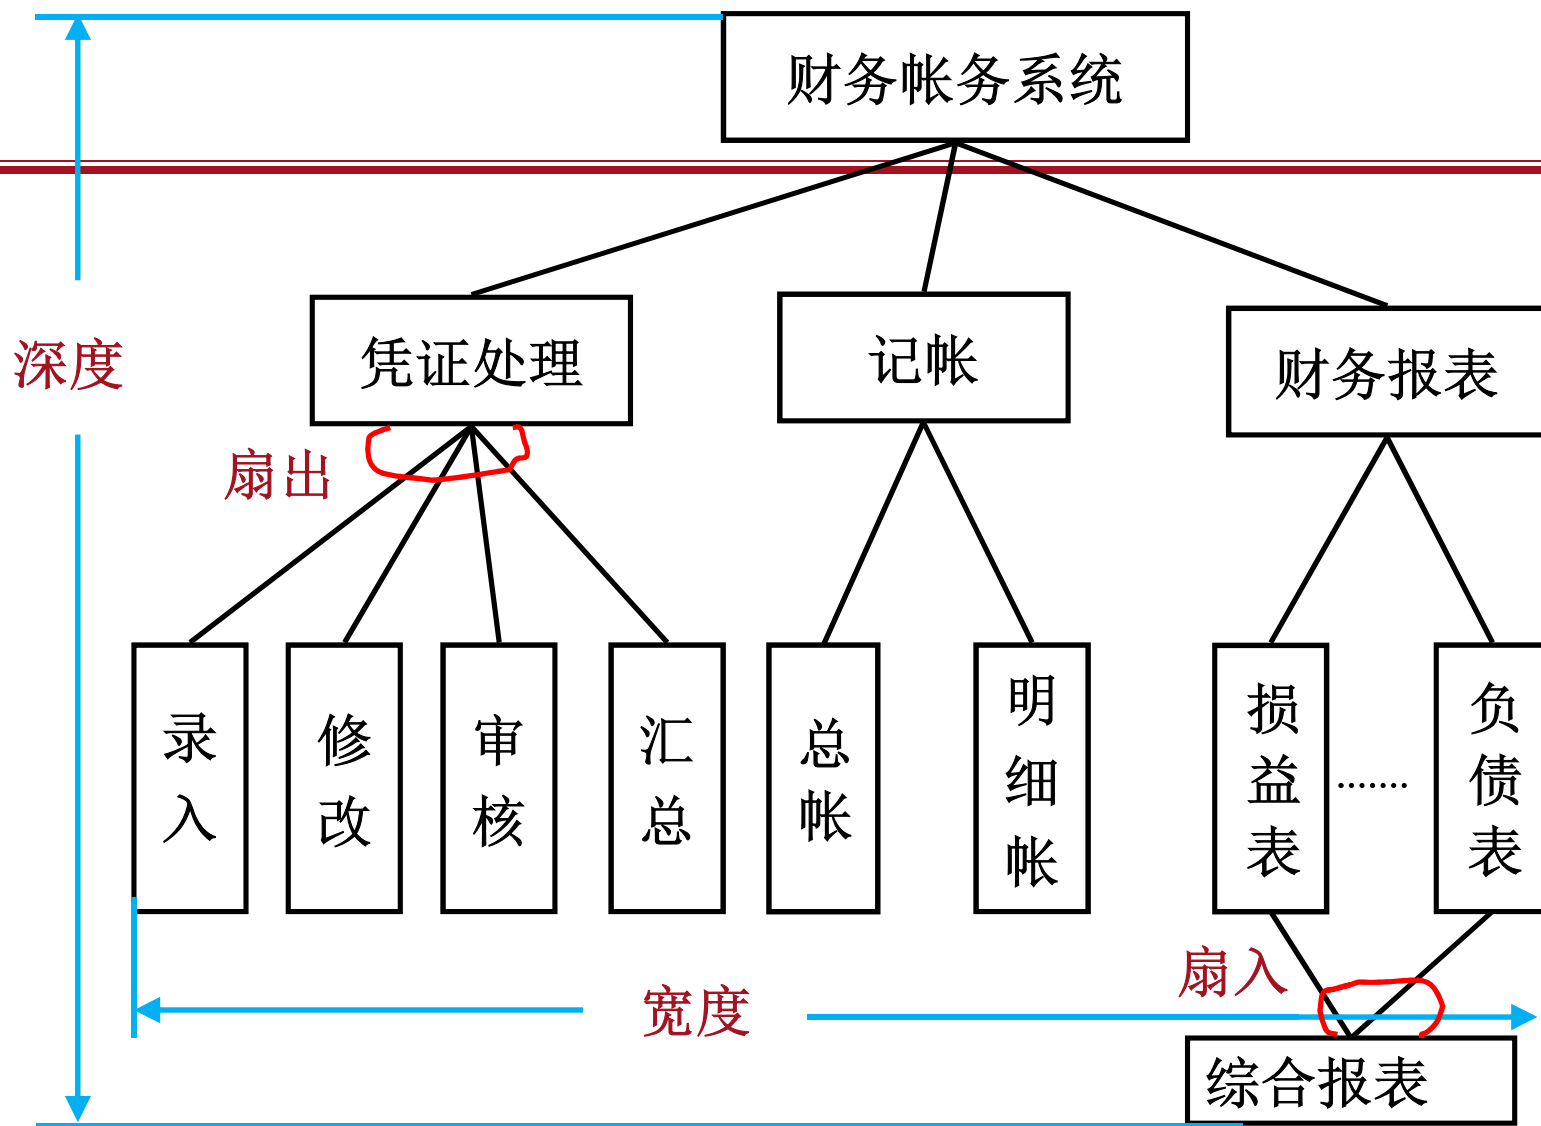 财务帐务系统
深度
凭证处理
记帐
财务报表
扇出
录入
修改
审核
汇总
总帐
明细帐
损益表
.......
负债表
扇入
宽度
综合报表